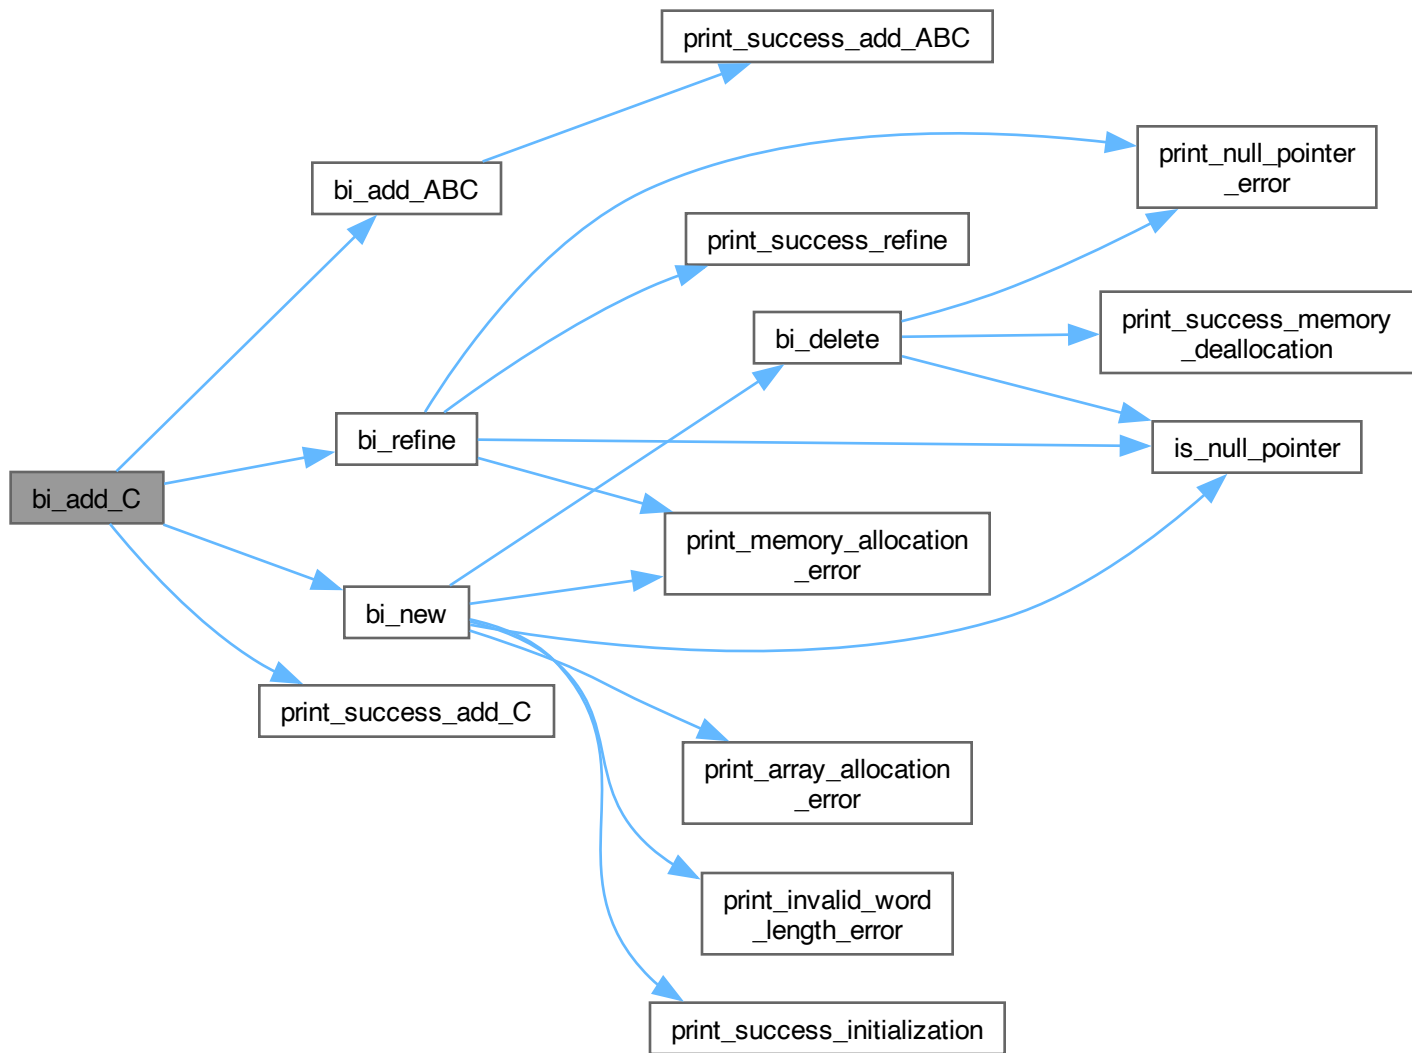 print_success_add_ABC
print_null_pointer
_error
bi_add_ABC
print_success_refine
print_success_memory
_deallocation
bi_delete
bi_refine
is_null_pointer
bi_add_C
print_memory_allocation
_error
bi_new
print_success_add_C
print_array_allocation
_error
print_invalid_word
_length_error
print_success_initialization